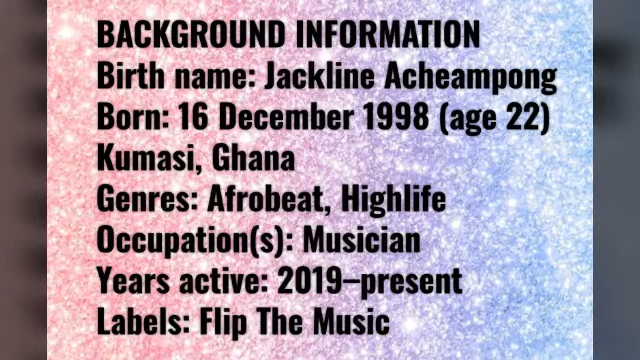 BACKGROUND INFORMATION
Birth name: Jackline Acheampong
Born: 16 December 1998 (age 22)
Kumasi, Ghana
Genres: Afrobeat, Highlife
Occupation(s): Musician
Years active: 2019–present
Labels: Flip The Music